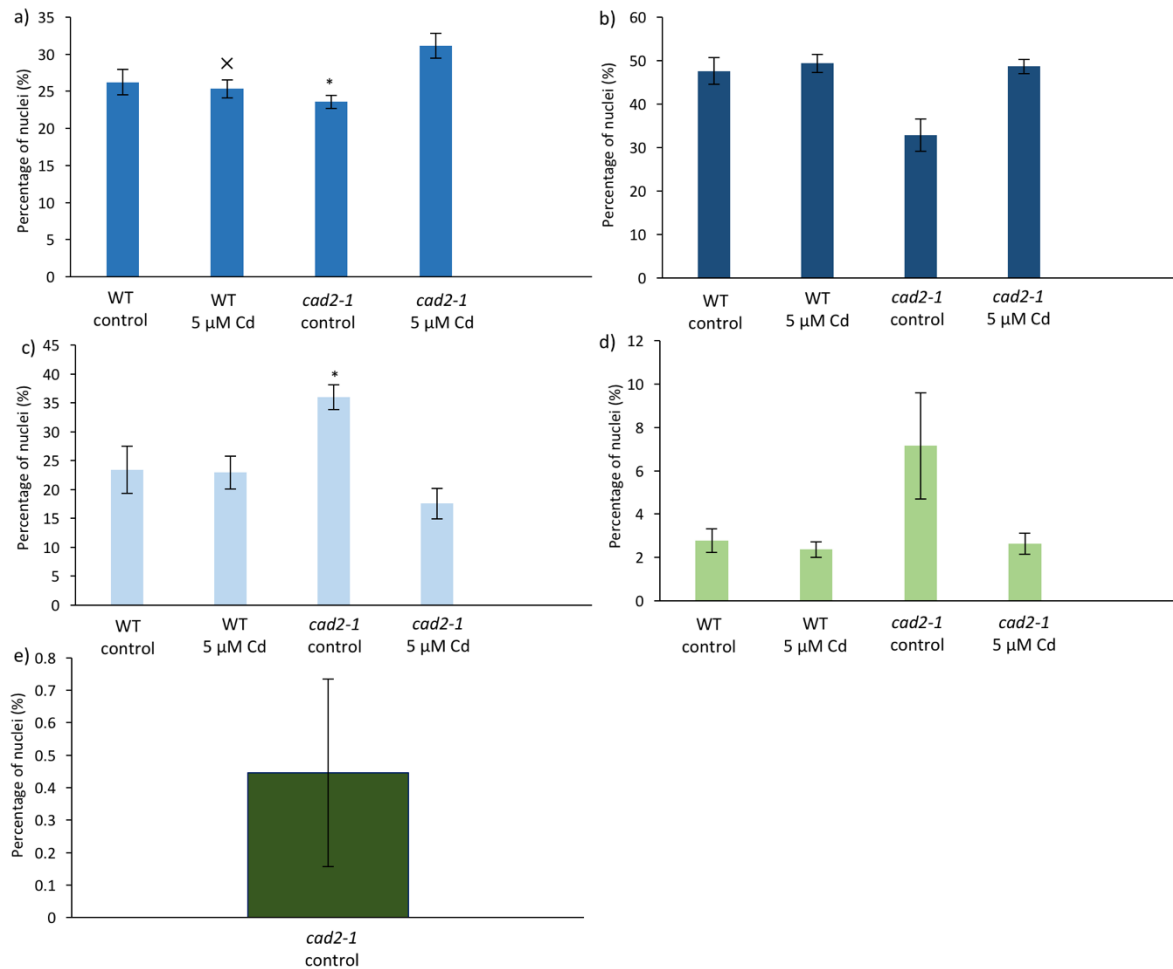 a)
Percentage of nuclei (%)
35
30
25
20
15
10
5
0
×
*
WT
control
WT
5 µM Cd
cad2-1
control
cad2-1
5 µM Cd
b)
Percentage of nuclei (%)
60
50
40
30
20
10
0
WT
control
WT
5 µM Cd
cad2-1
control
cad2-1
5 µM Cd
c)
Percentage of nuclei (%)
45
40
35
30
25
20
15
10
5
0
*
WT
control
WT
5 µM Cd
cad2-1
control
cad2-1
5 µM Cd
d)
Percentage of nuclei (%)
12
10
8
6
4
2
0
WT
control
WT
5 µM Cd
cad2-1
control
cad2-1
5 µM Cd
e)
Percentage of nuclei (%)
0.8
0.7
0.6
0.5
0.4
0.3
0.2
0.1
0
cad2-1
control